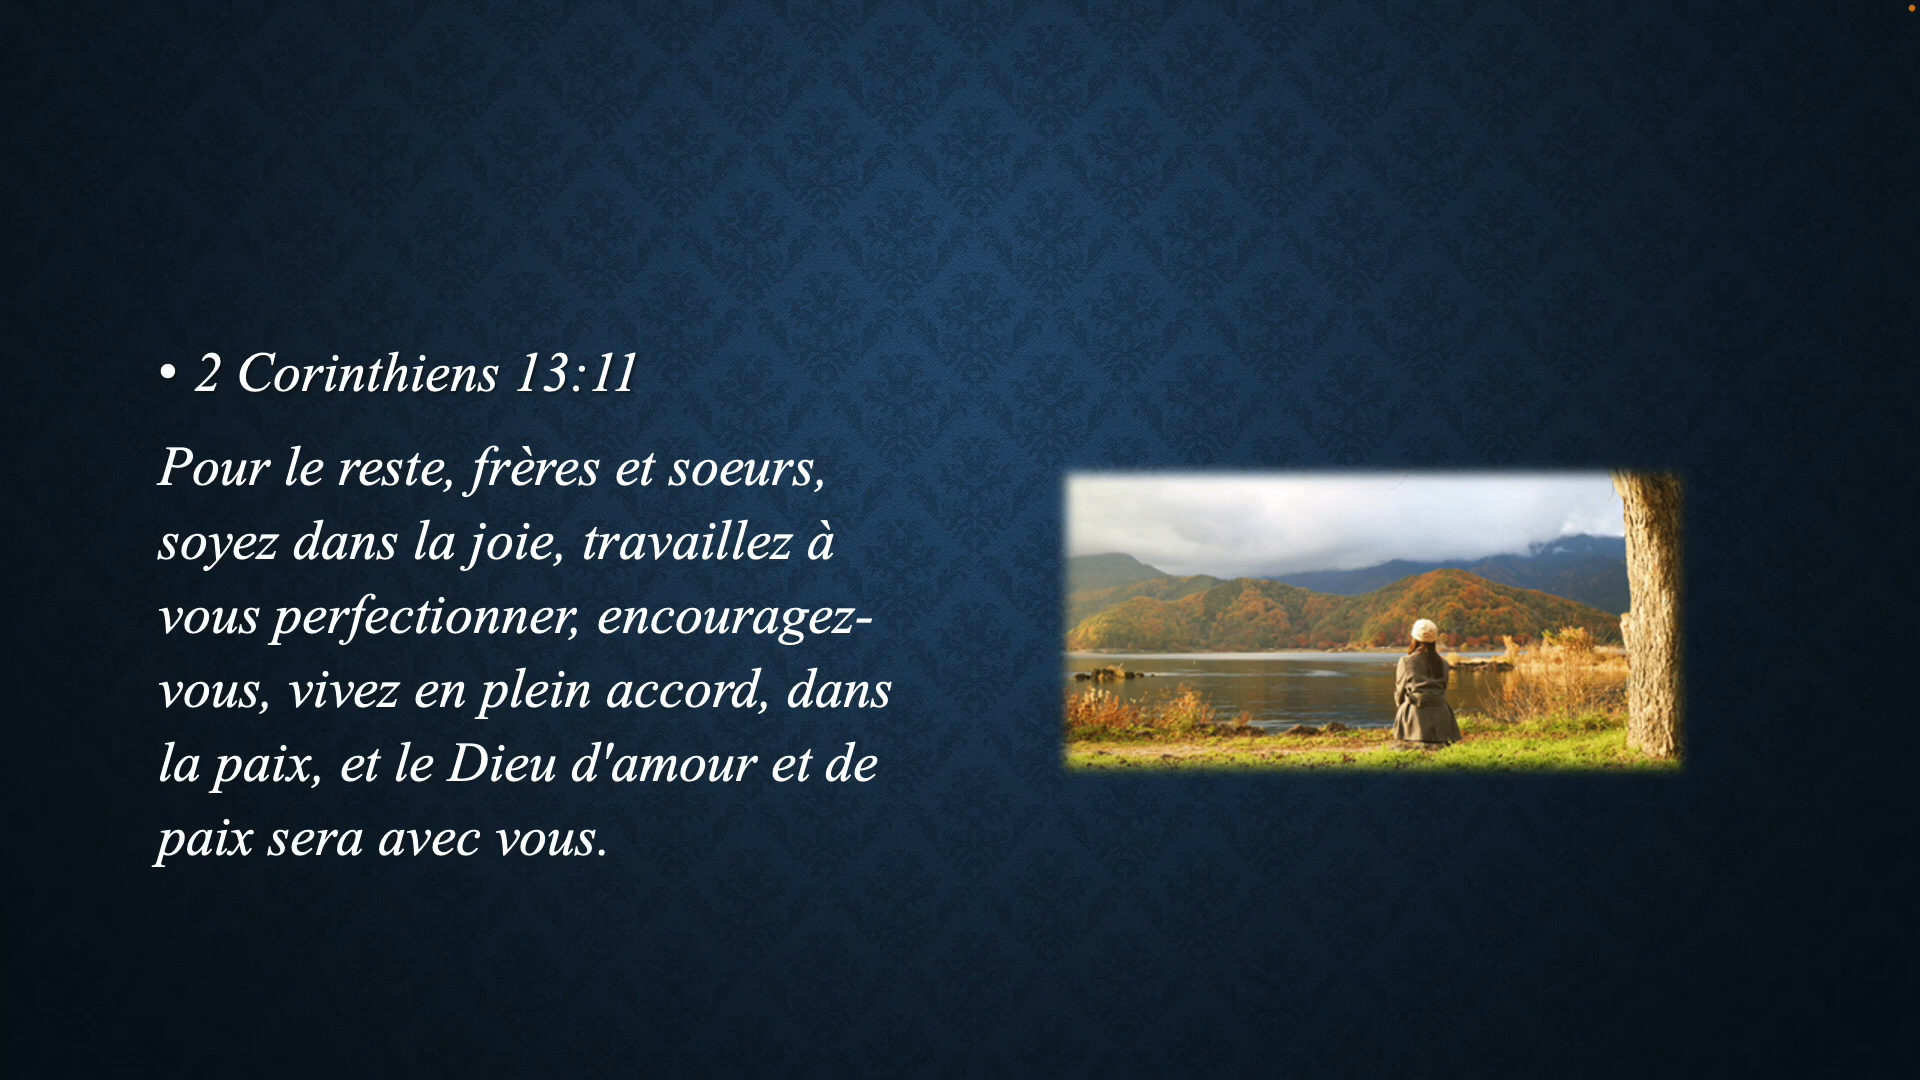 • 2 Corinthiens 13:11
Pour le reste, frères et soeurs,
soyez dans la joie, travaillez à
vous perfectionner, encouragez-
vous, vivez en plein accord, dans
la paix, et le Dieu d'amour et de
paix sera avec vous.